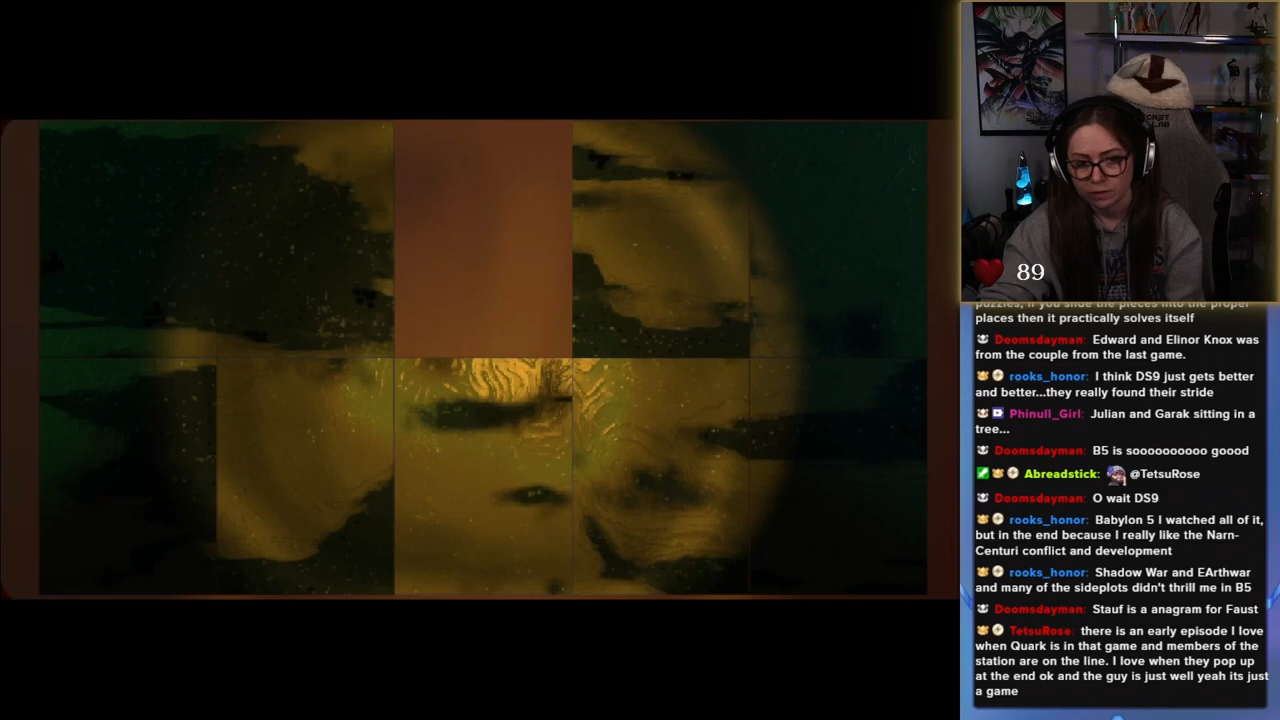 SECRET
LAB
89
puzzles, if you slide the pieces into the proper
places then it practically solves itself
Doomsdayman: Edward and Elinor Knox was
from the couple from the last game.
rooks_honor: I think DS9 just gets better
and better...they really found their stride
Phinull_Girl: Julian and Garak sitting in a
tree...
Doomsdayman: B5 is soooooooooo goood
Abreadstick: @TetsuRose
Doomsdayman: O wait DS9
rooks_honor: Babylon 5 I watched all of it,
but in the end because I really like the Narn-
Centuri conflict and development
rooks_honor: Shadow War and EArthwar
and many of the sideplots didn't thrill me in B5
Doomsdayman: Stauf is a anagram for Faust
TetsuRose: there is an early episode I love
when Quark is in that game and members of the
station are on the line. I love when they pop up
at the end ok and the guy is just well yeah its just
a game